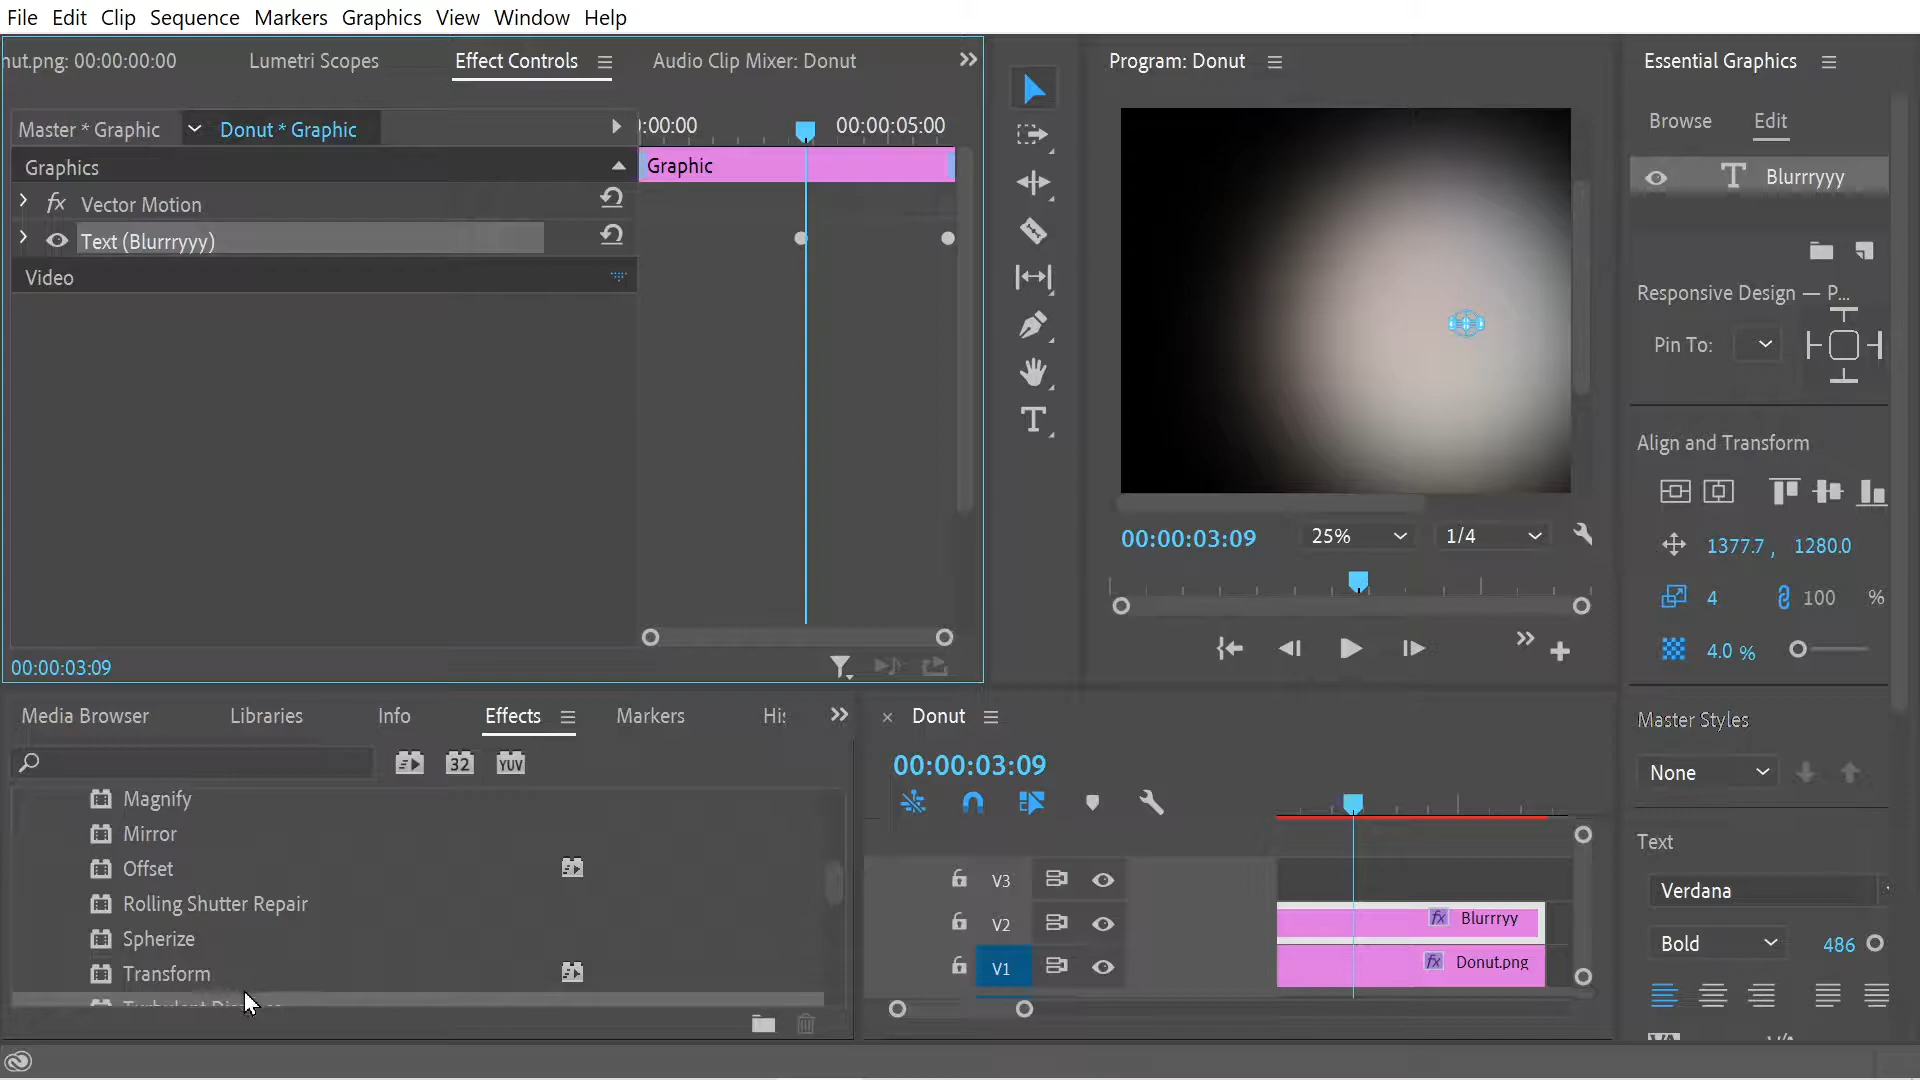 File Edit Clip Sequence Markers Graphics View Window Help
nut.png: 00:00:00:00 Lumetri Scopes Effect Controls Audio Clip Mixer: Donut
Master * Graphic Donut * Graphic
:00:00 00:00:05:00
Graphics
Graphic
fx Vector Motion
Text (Blurrryyy)
Video
00:00:03:09
Program: Donut
00:00:03:09 25% 1/4
Essential Graphics
Browse Edit
T Blurrryyy
Responsive Design — P...
Pin To:
Align and Transform
1377.7 , 1280.0
4 100 %
4.0 %
Master Styles
None
Text
Verdana
Bold 486
Media Browser Libraries Info Effects Markers His
32 YUV
Magnify
Mirror
Offset
Rolling Shutter Repair
Spherize
Transform
× Donut
00:00:03:09
V3
V2 fx Blurrryy
V1 fx Donut.png